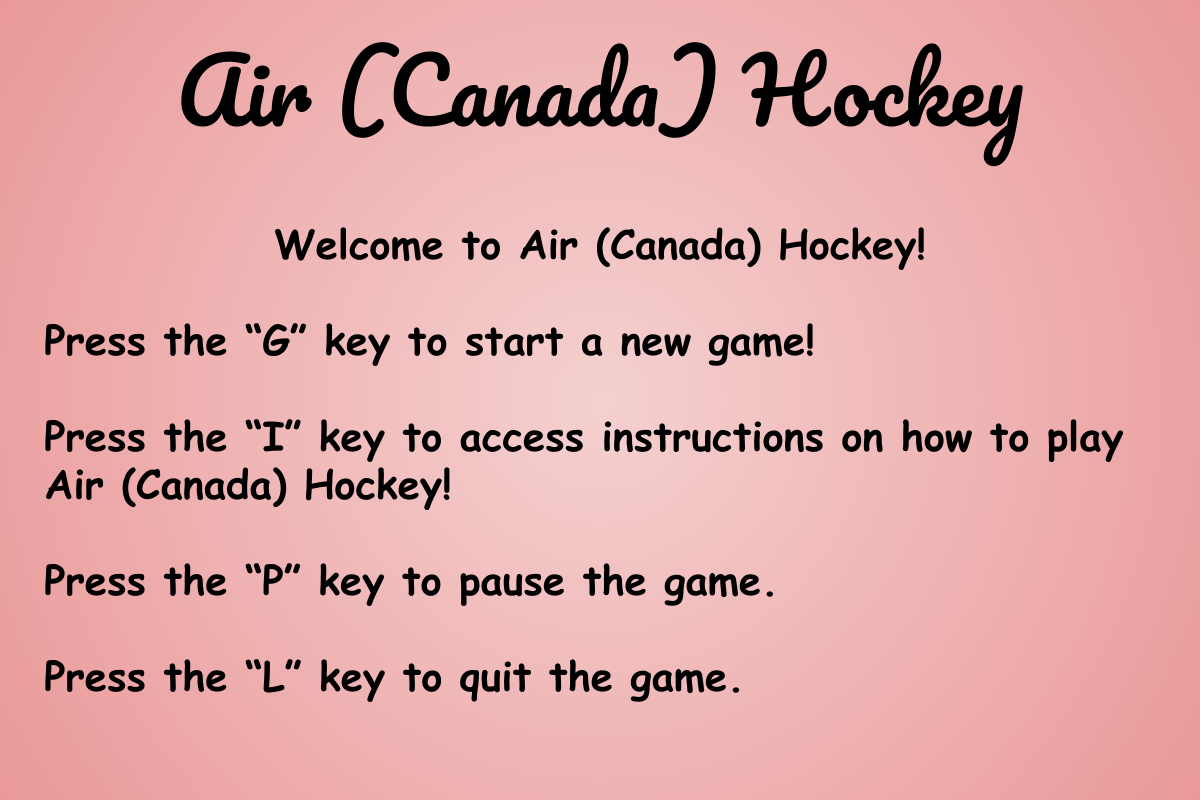 Air (Canada) Hockey
Welcome to Air (Canada) Hockey!
Press the “G” key to start a new game!
Press the “I” key to access instructions on how to play
Air (Canada) Hockey!
Press the “P” key to pause the game.
Press the “L” key to quit the game.